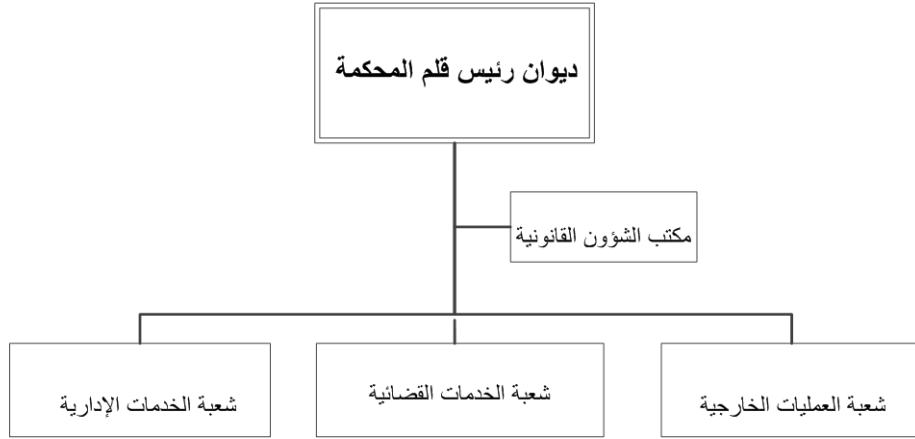 ديوان رئيس قلم المحكمة
مكتب الشؤون القانونية
شعبة العمليات الخارجية
شعبة الخدمات القضائية
شعبة الخدمات الإدارية